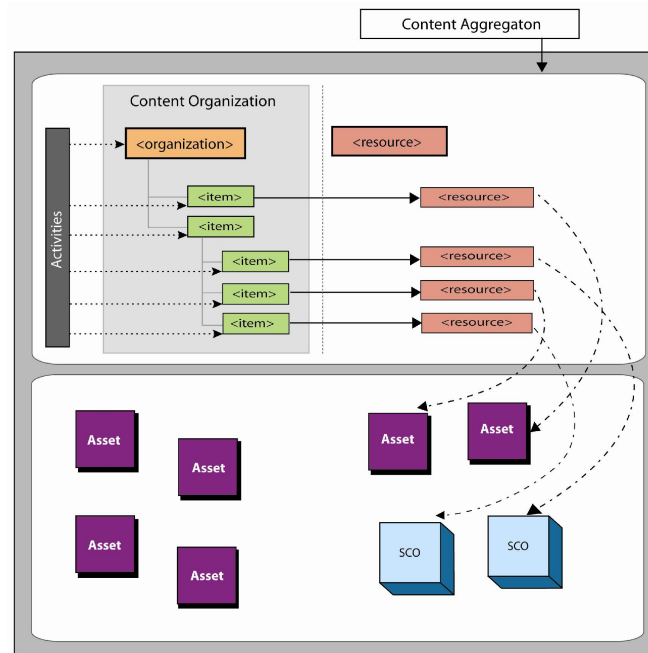 Content Aggregaton
Content Organization
<organization>
<resource>
Activities
<item>
<resource>
<item>
<item>
<resource>
<item>
<resource>
<item>
<resource>
Asset
Asset
Asset
Asset
Asset
Asset
SCO
SCO